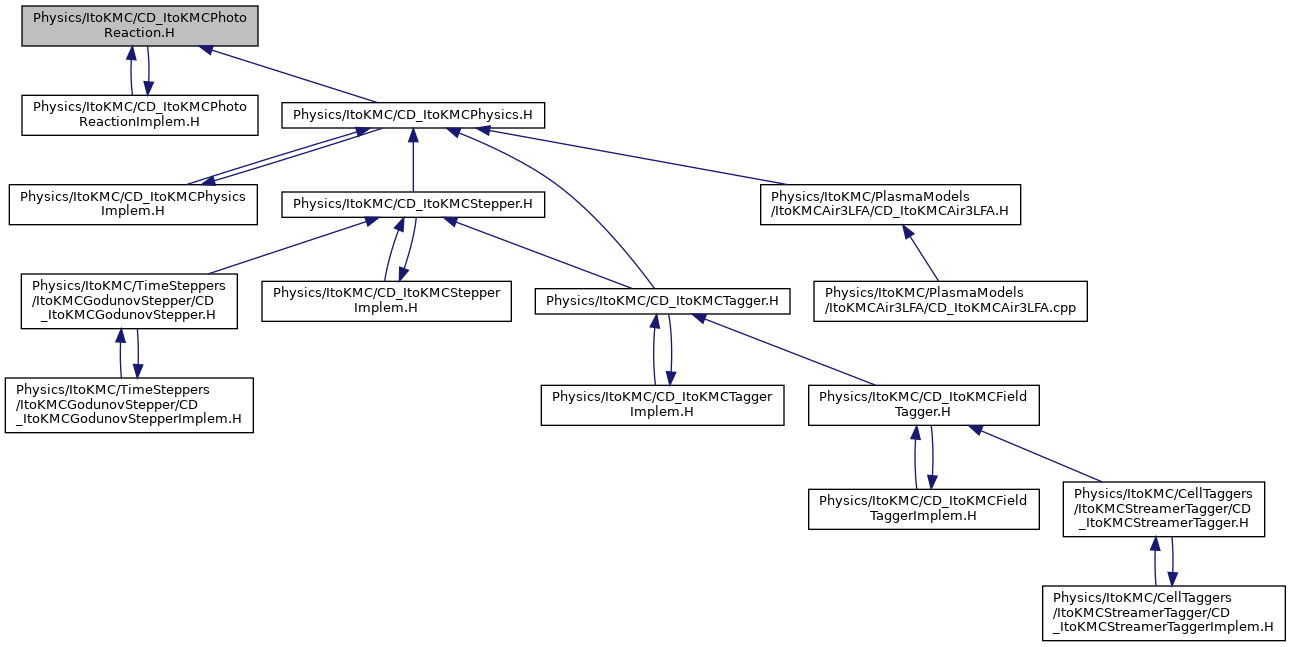 Physics/ItoKMC/CD_ItoKMCPhoto
Reaction.H
Physics/ItoKMC/CD_ItoKMCPhoto
ReactionImplem.H
Physics/ItoKMC/CD_ItoKMCPhysics.H
Physics/ItoKMC/CD_ItoKMCPhysics
Implem.H
Physics/ItoKMC/CD_ItoKMCStepper.H
Physics/ItoKMC/PlasmaModels
/ItoKMCAir3LFA/CD_ItoKMCAir3LFA.H
Physics/ItoKMC/TimeSteppers
/ItoKMCGodunovStepper/CD
_ItoKMCGodunovStepper.H
Physics/ItoKMC/CD_ItoKMCStepper
Implem.H
Physics/ItoKMC/CD_ItoKMCTagger.H
Physics/ItoKMC/PlasmaModels
/ItoKMCAir3LFA/CD_ItoKMCAir3LFA.cpp
Physics/ItoKMC/TimeSteppers
/ItoKMCGodunovStepper/CD
_ItoKMCGodunovStepperImplem.H
Physics/ItoKMC/CD_ItoKMCTagger
Implem.H
Physics/ItoKMC/CD_ItoKMCField
Tagger.H
Physics/ItoKMC/CD_ItoKMCField
TaggerImplem.H
Physics/ItoKMC/CellTaggers
/ItoKMCStreamerTagger/CD
_ItoKMCStreamerTagger.H
Physics/ItoKMC/CellTaggers
/ItoKMCStreamerTagger/CD
_ItoKMCStreamerTaggerImplem.H